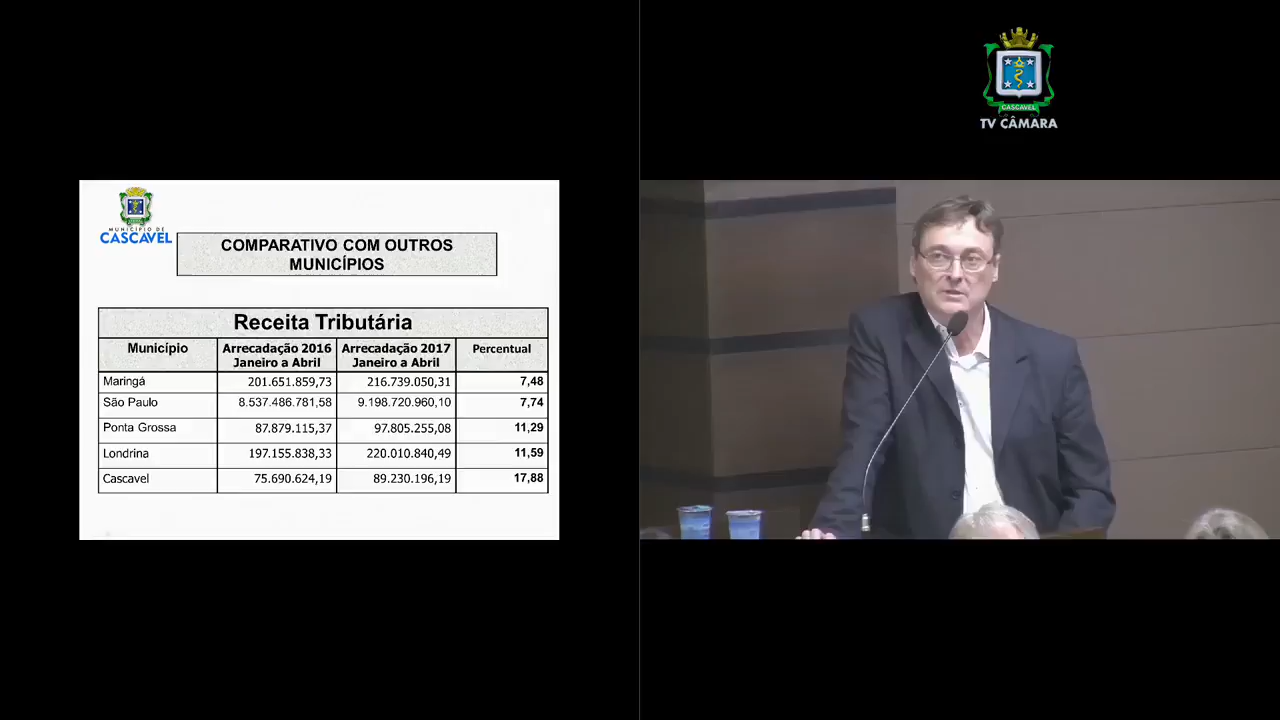 MUNICÍPIO DE
CASCAVEL
COMPARATIVO COM OUTROS
MUNICÍPIOS
Receita Tributária
Município Arrecadação 2016 Janeiro a Abril Arrecadação 2017 Janeiro a Abril Percentual
Maringá 201.651.859,73 216.739.050,31 7,48
São Paulo 8.537.486.781,58 9.198.720.960,10 7,74
Ponta Grossa 87.879.115,37 97.805.255,08 11,29
Londrina 197.155.838,33 220.010.840,49 11,59
Cascavel 75.690.624,19 89.230.196,19 17,88
CASCAVEL
TV CÂMARA